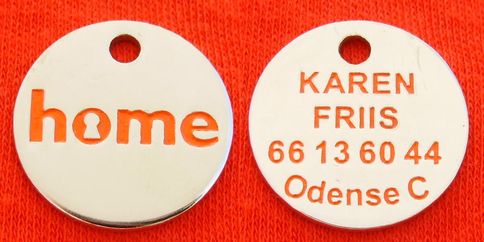 home
KAREN
FRIIS
66 13 60 44
Odense C